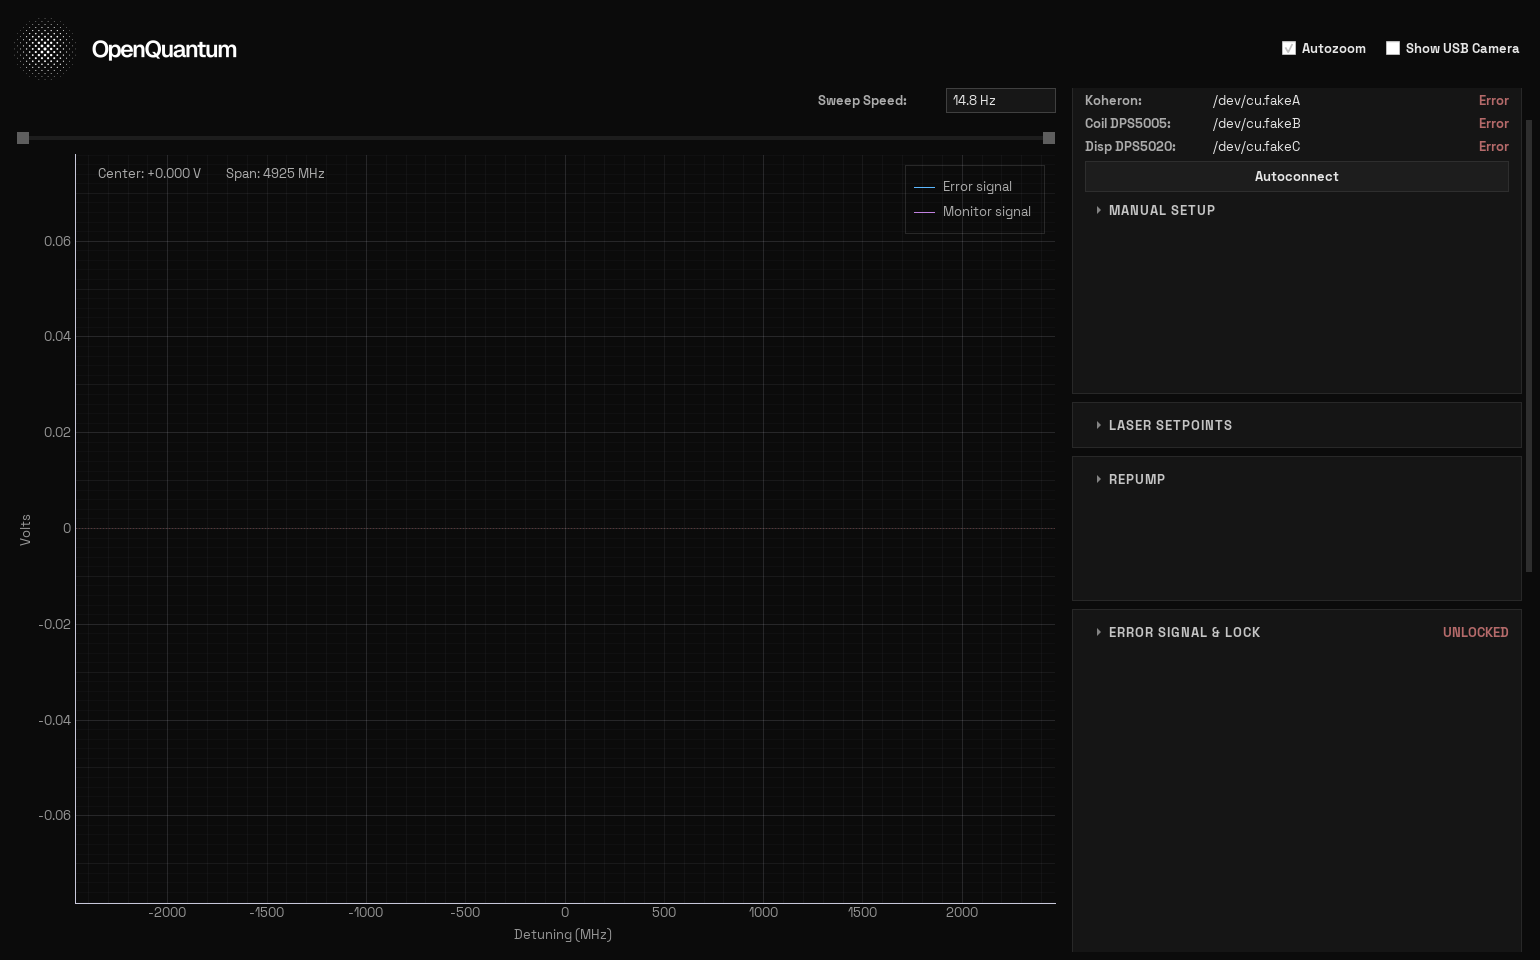 OpenQuantum
Autozoom
Show USB Camera
Sweep Speed: 14.8 Hz
Center: +0.000 V Span: 4925 MHz
Error signal
Monitor signal
0.06
0.04
0.02
0
-0.02
-0.04
-0.06
Volts
-2000 -1500 -1000 -500 0 500 1000 1500 2000
Detuning (MHz)
Koheron: /dev/cu.fakeA Error
Coil DPS5005: /dev/cu.fakeB Error
Disp DPS5020: /dev/cu.fakeC Error
Autoconnect
MANUAL SETUP
LASER SETPOINTS
REPUMP
ERROR SIGNAL & LOCK UNLOCKED